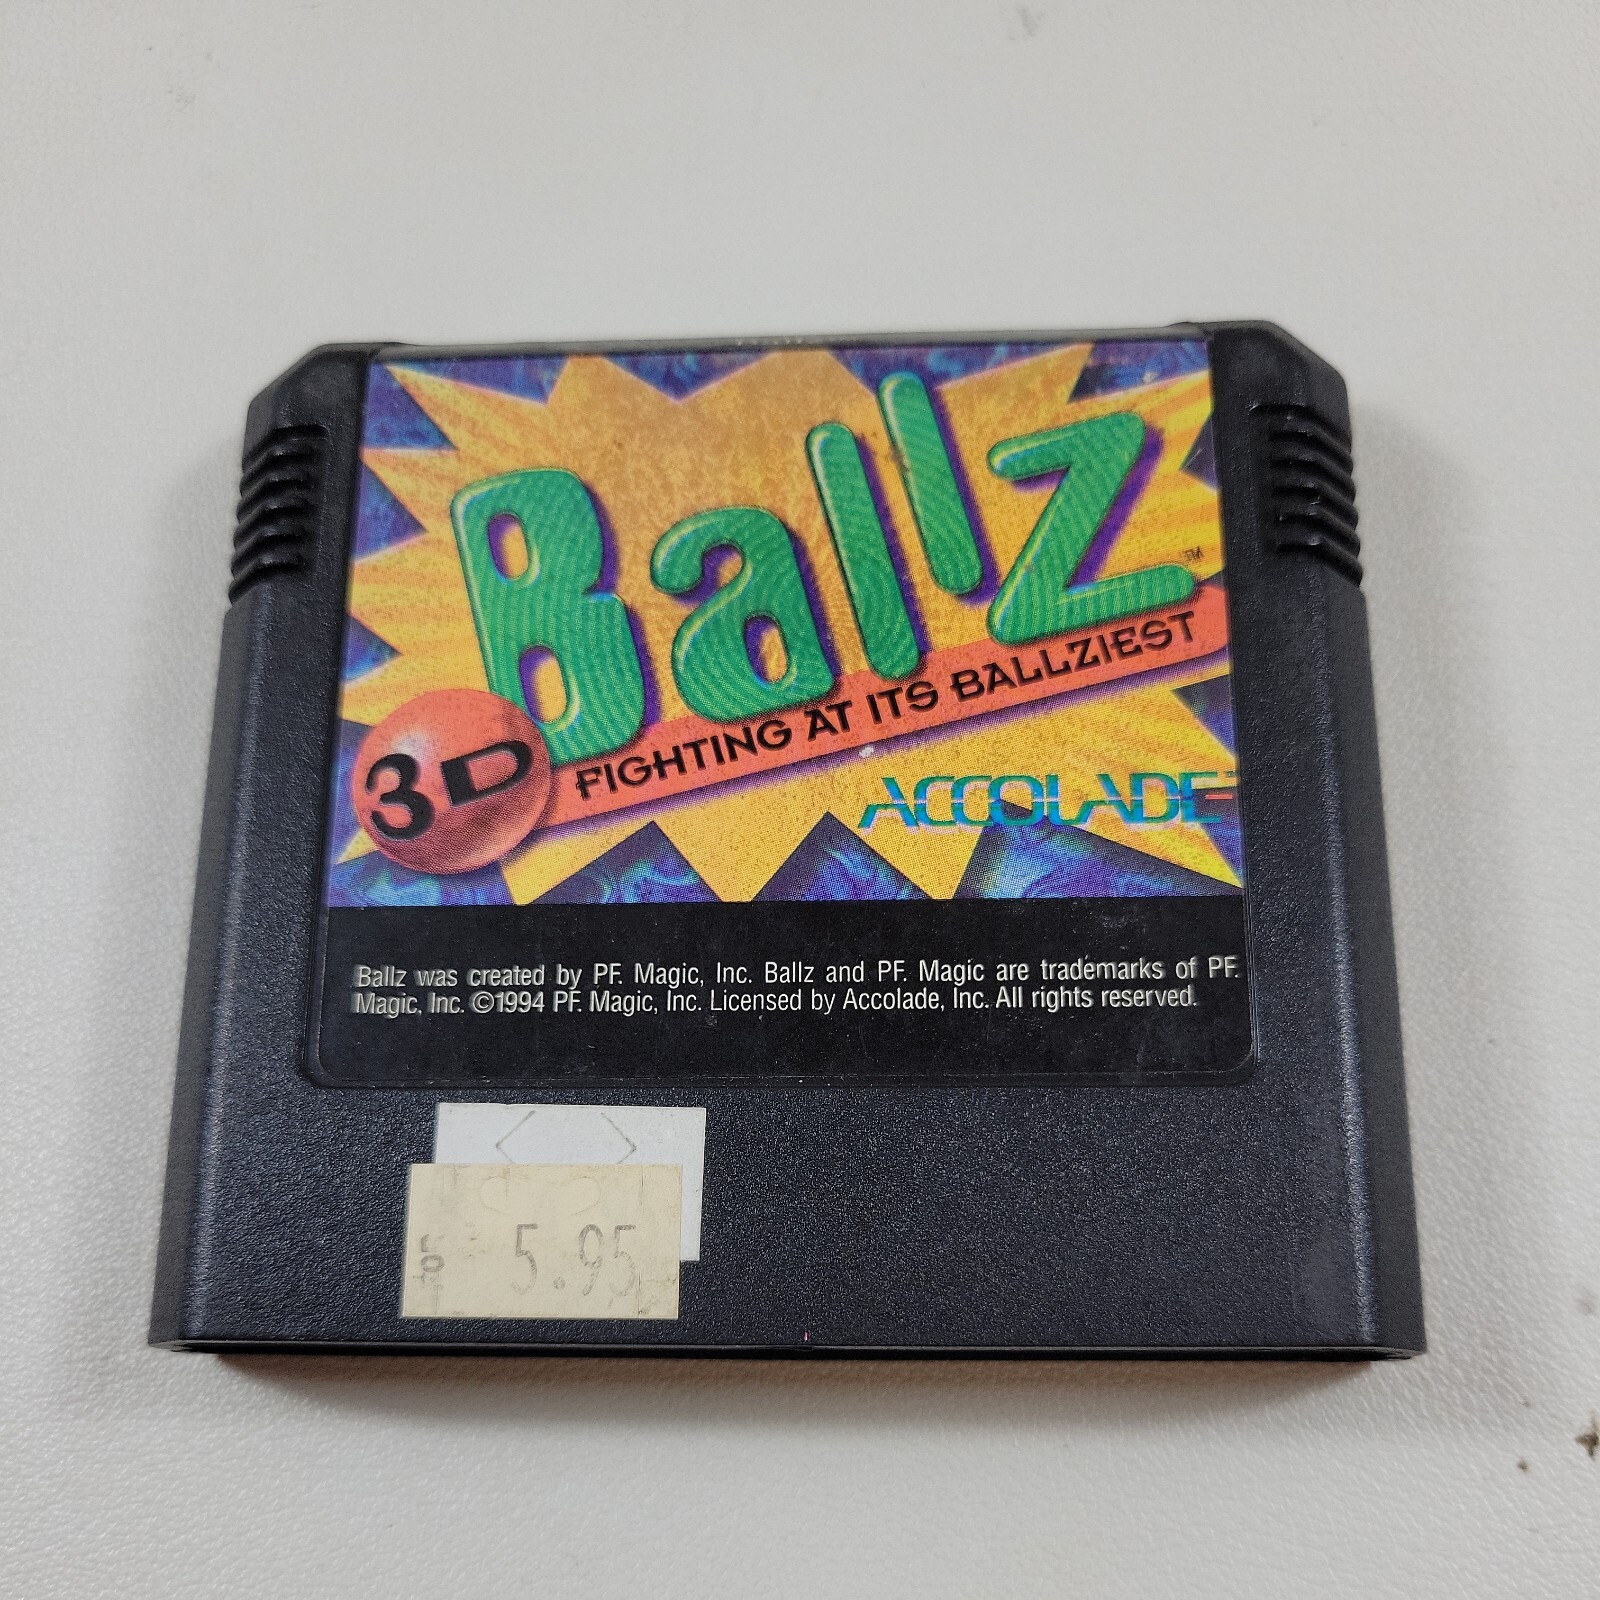 Ballz
TM
3D
FIGHTING AT ITS BALLZIEST
ACCOLADE
Ballz was created by PF. Magic, Inc. Ballz and PF. Magic are trademarks of PF.
Magic, Inc. ©1994 PF. Magic, Inc. Licensed by Accolade, Inc. All rights reserved.
5.95